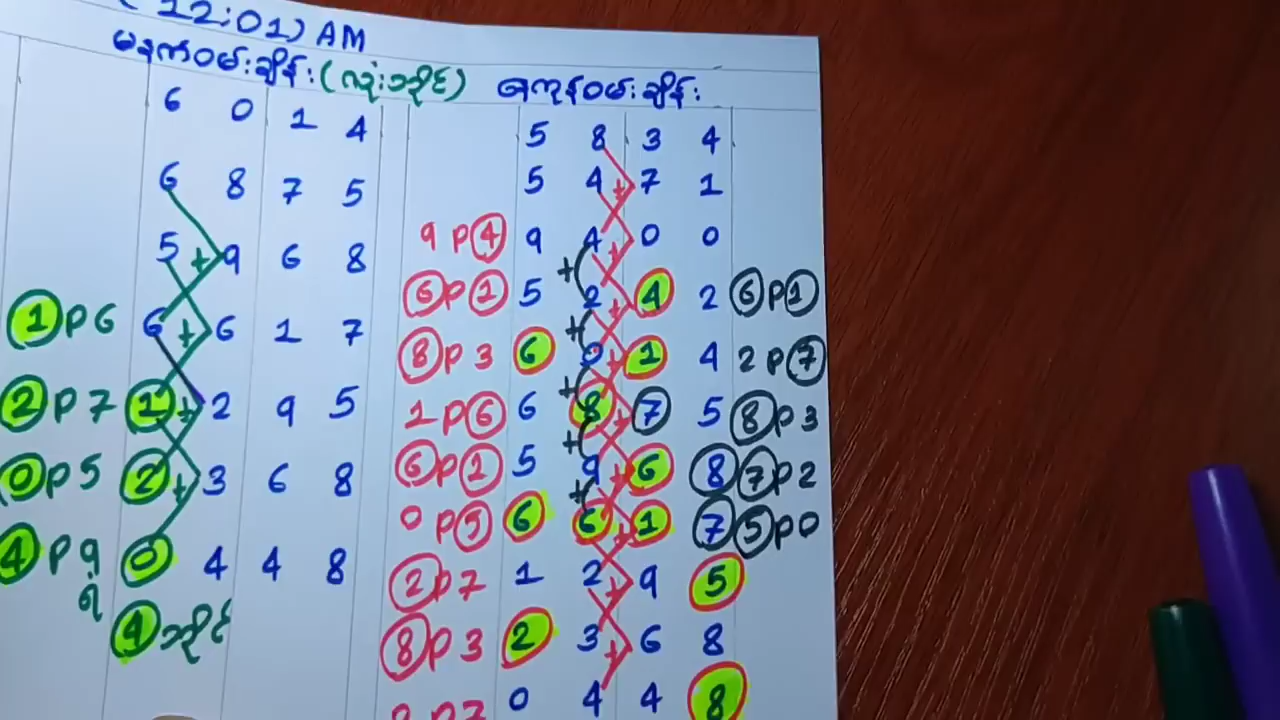 (12:01) AM
မနက်ဝမ်းချိန်း(လုံးဘိုင်)
6 0 1 4
6 8 7 5
5 + 9 6 8
1 P 6 6 + 6 1 7
2 P 7 1 + 2 9 5
0 P 5 2 + 3 6 8
4 P 9 0 4 4 8
ရဲ
9 ဘိုင်
ရကုန်ဝမ်းချိန်း
5 8 3 4
5 4 + 7 1
9 P 4 9 4 + 0 0
6 P 1 5 + 2 + 4 2 6 P 1
8 P 3 6 + 0 + 1 4 2 P 7
1 P 6 6 + 8 + 7 5 8 P 3
6 P 1 5 + 9 + 6 8 7 P 2
0 P 5 6 + 6 + 1 7 5 P 0
2 P 7 1 2 + 9 5
8 P 3 2 3 + 6 8
P 7 0 4 4 8